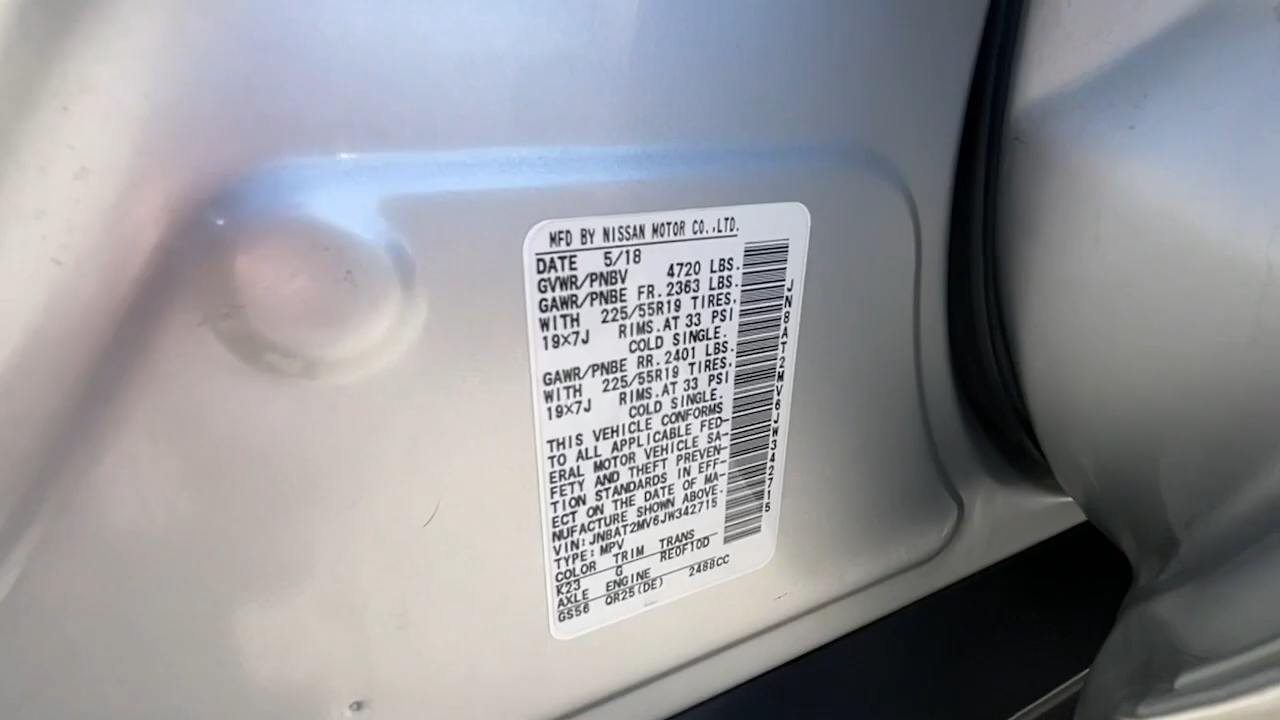 MFD BY NISSAN MOTOR CO.,LTD.
DATE 5/18
GVWR/PNBV 4720 LBS.
GAWR/PNBE FR.2363 LBS.
WITH 225/55R19 TIRES,
19×7J RIMS.AT 33 PSI
COLD SINGLE.
GAWR/PNBE RR.2401 LBS.
WITH 225/55R19 TIRES,
19×7J RIMS.AT 33 PSI
COLD SINGLE.
THIS VEHICLE CONFORMS
TO ALL APPLICABLE FED-
ERAL MOTOR VEHICLE SA-
FETY AND THEFT PREVEN-
TION STANDARDS IN EFF-
ECT ON THE DATE OF MA-
NUFACTURE SHOWN ABOVE.
VIN:JN8AT2MV6JW342715
TYPE:MPV
COLOR TRIM TRANS
K23 G RE0F10D
AXLE ENGINE
GS56 QR25(DE) 2488CC
JN8AT2MV6JW342715